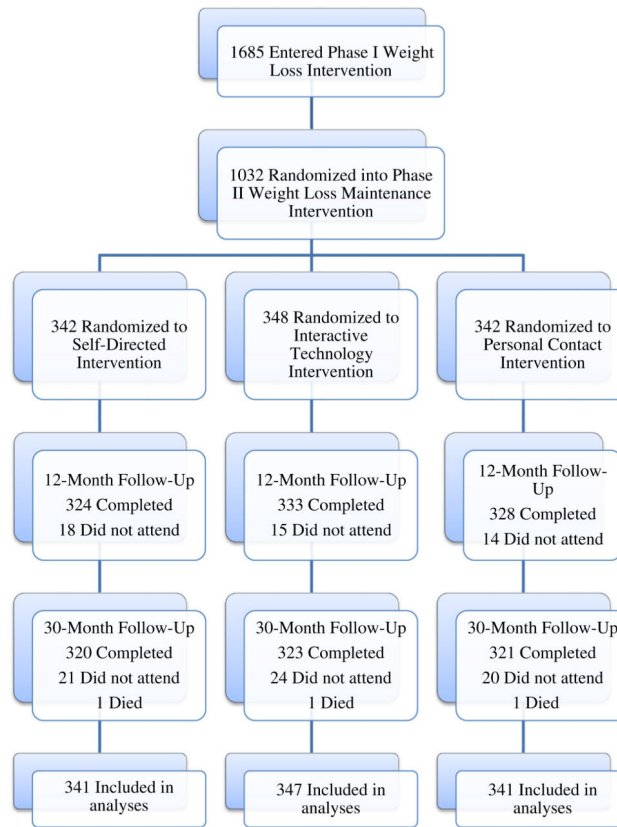 1685 Entered Phase I Weight
Loss Intervention
1032 Randomized into Phase
II Weight Loss Maintenance
Intervention
342 Randomized to
Self-Directed
Intervention
348 Randomized to
Interactive
Technology
Intervention
342 Randomized to
Personal Contact
Intervention
12-Month Follow-Up
324 Completed
18 Did not attend
12-Month Follow-Up
333 Completed
15 Did not attend
12-Month Follow-
Up
328 Completed
14 Did not attend
30-Month Follow-Up
320 Completed
21 Did not attend
1 Died
30-Month Follow-Up
323 Completed
24 Did not attend
1 Died
30-Month Follow-Up
321 Completed
20 Did not attend
1 Died
341 Included in
analyses
347 Included in
analyses
341 Included in
analyses